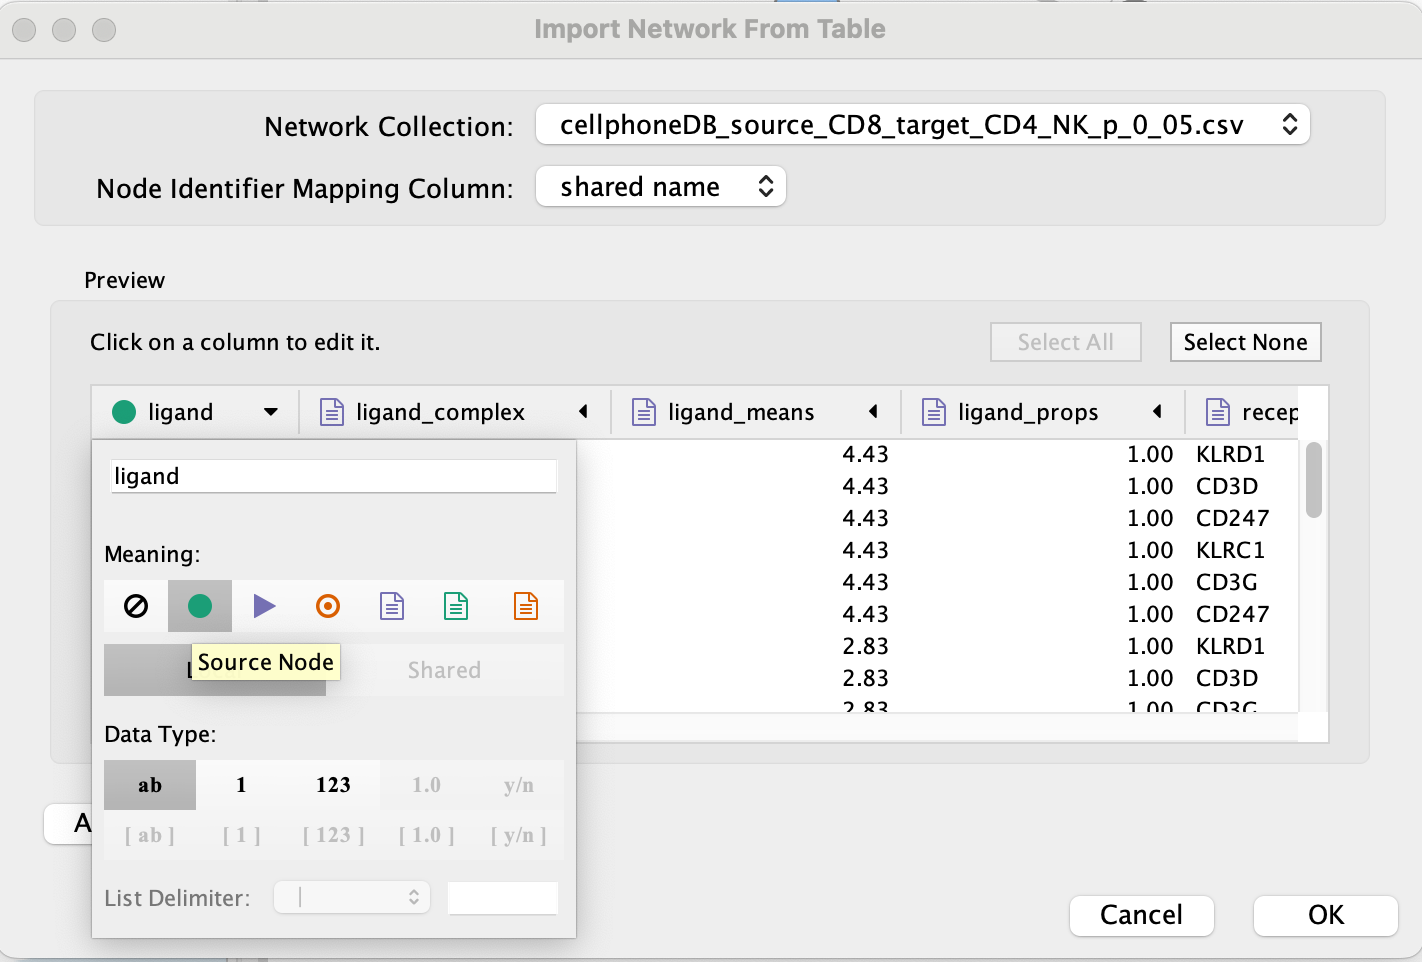 Import Network From Table
Network Collection: cellphoneDB_source_CD8_target_CD4_NK_p_0_05.csv
Node Identifier Mapping Column: shared name
Preview
Click on a column to edit it. Select All Select None
ligand ligand_complex ligand_means ligand_props recep
4.43 1.00 KLRD1
4.43 1.00 CD3D
4.43 1.00 CD247
4.43 1.00 KLRC1
4.43 1.00 CD3G
4.43 1.00 CD247
2.83 1.00 KLRD1
2.83 1.00 CD3D
2.83 1.00 CD3G
ligand
Meaning:
Source Node
Shared
Data Type:
ab 1 123 1.0 y/n
[ ab ] [ 1 ] [ 123 ] [ 1.0 ] [ y/n ]
List Delimiter: |
A
Cancel OK